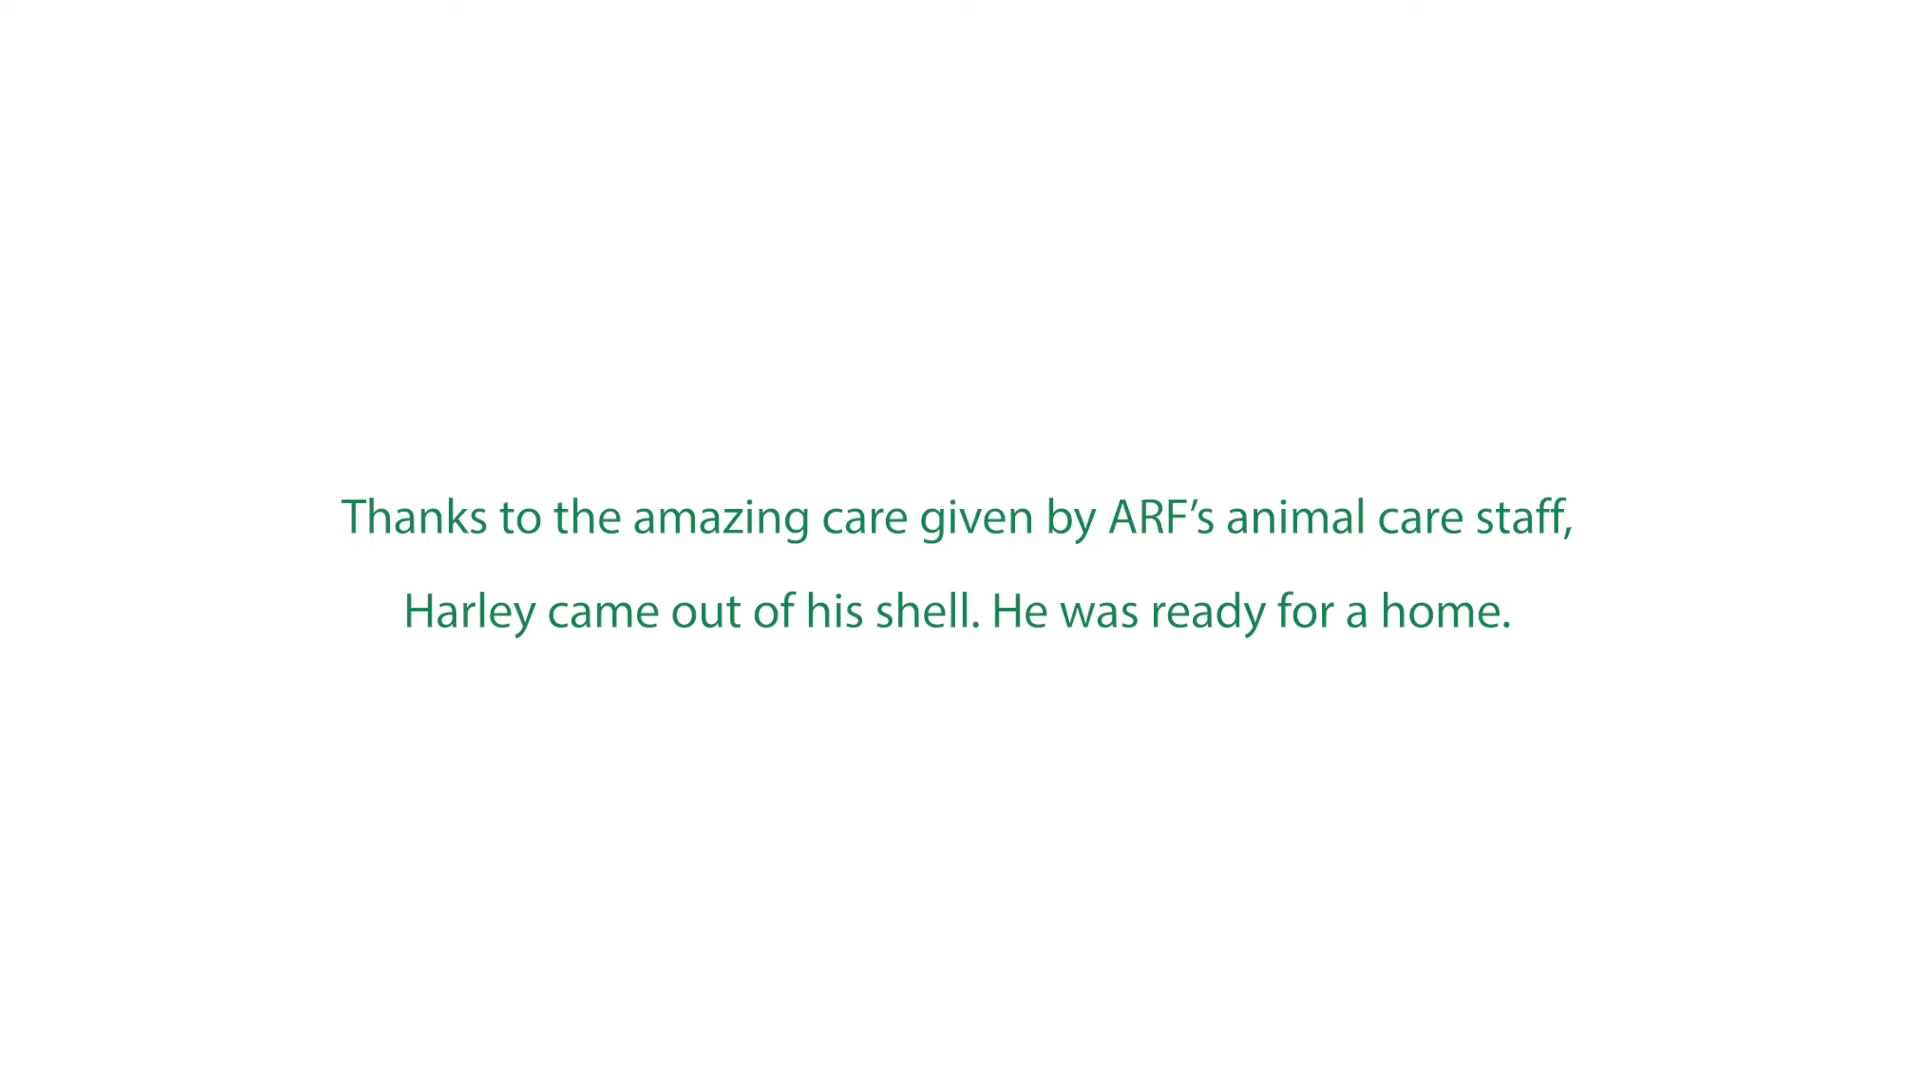 Thanks to the amazing care given by ARF’s animal care staff,
Harley came out of his shell. He was ready for a home.